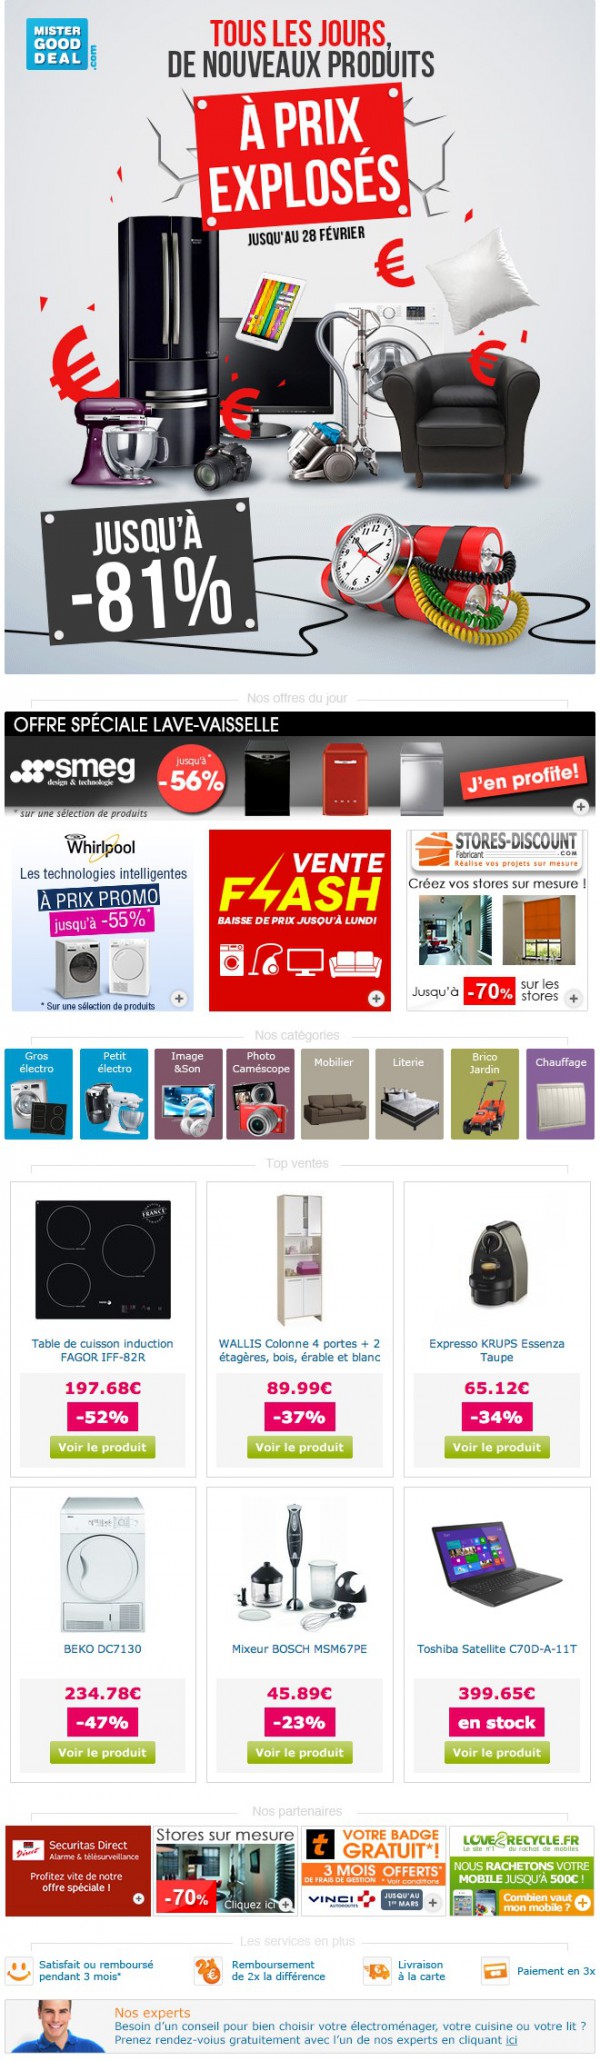 MISTER
GOOD
DEAL
.com
TOUS LES JOURS,
DE NOUVEAUX PRODUITS
À PRIX
EXPLOSÉS
JUSQU'AU 28 FÉVRIER
€
€
€
€
JUSQU'À
-81%
Nos offres du jour
OFFRE SPÉCIALE LAVE-VAISSELLE
smeg
design & technologie
jusqu'à*
-56%
J'en profite!
* sur une sélection de produits
Whirlpool
Les technologies intelligentes
À PRIX PROMO
jusqu'à -55%*
* Sur une sélection de produits
VENTE
FLASH
BAISSE DE PRIX JUSQU'À LUNDI
STORES-DISCOUNT
Fabricant .COM
Réalise vos projets sur mesure
Créez vos stores sur mesure !
Jusqu'à -70% sur les
stores
Nos catégories
Gros
électro
Petit
électro
Image
&Son
Photo
Caméscope
Mobilier
Literie
Brico
Jardin
Chauffage
Top ventes
FRANCE
Table de cuisson induction
FAGOR IFF-82R
197.68€
-52%
Voir le produit
WALLIS Colonne 4 portes + 2
étagères, bois, érable et blanc
89.99€
-37%
Voir le produit
Expresso KRUPS Essenza
Taupe
65.12€
-34%
Voir le produit
BEKO DC7130
234.78€
-47%
Voir le produit
Mixeur BOSCH MSM67PE
45.89€
-23%
Voir le produit
Toshiba Satellite C70D-A-11T
399.65€
en stock
Voir le produit
Nos partenaires
Securitas Direct
Alarme & télésurveillance
Profitez vite de notre
offre spéciale !
Stores sur mesure
-70%
Cliquez ici
t
VOTRE BADGE
GRATUIT*!
3 MOIS OFFERTS*
DE FRAIS DE GESTION * Voir conditions
VINCI
AUTOROUTES
JUSQU'AU
1ER MARS
LOVE2RECYCLE.FR
Le site n°1 du rachat de mobiles
NOUS RACHETONS VOTRE
MOBILE JUSQU'À 500€ !
Combien vaut
mon mobile ?
Les services en plus
Satisfait ou remboursé
pendant 3 mois*
Remboursement
de 2x la différence
Livraison
à la carte
Paiement en 3x
Nos experts
Besoin d'un conseil pour bien choisir votre électroménager, votre cuisine ou votre lit ?
Prenez rendez-voius gratuitement avec l'un de nos experts en cliquant ici